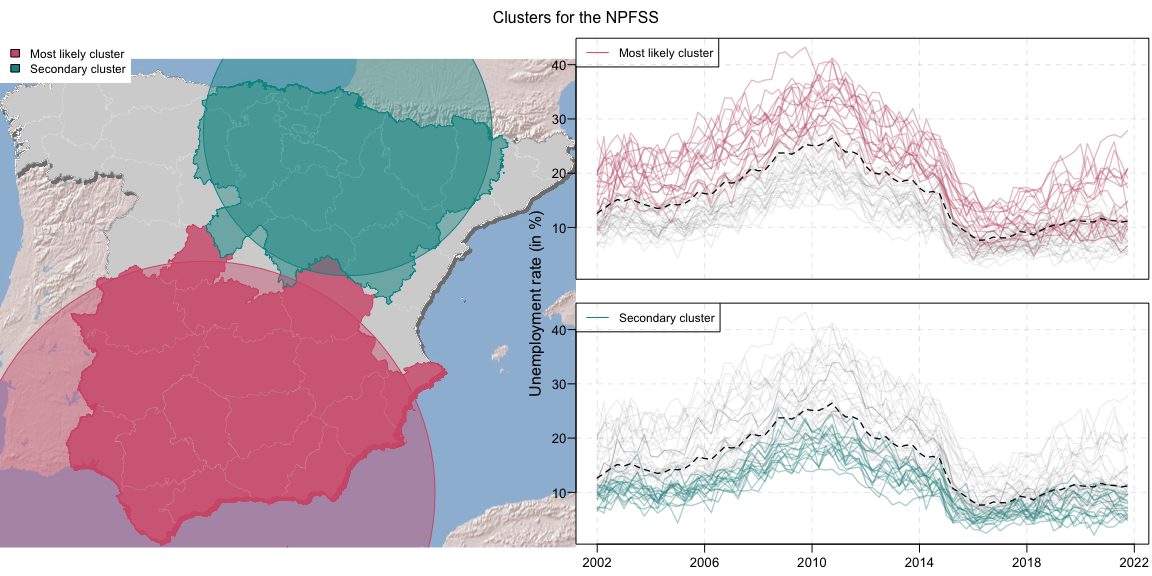 Clusters for the NPFSS
Most likely cluster
Secondary cluster
Unemployment rate (in %)
Most likely cluster
40
30
20
10
Secondary cluster
40
30
20
10
2002 2006 2010 2014 2018 2022